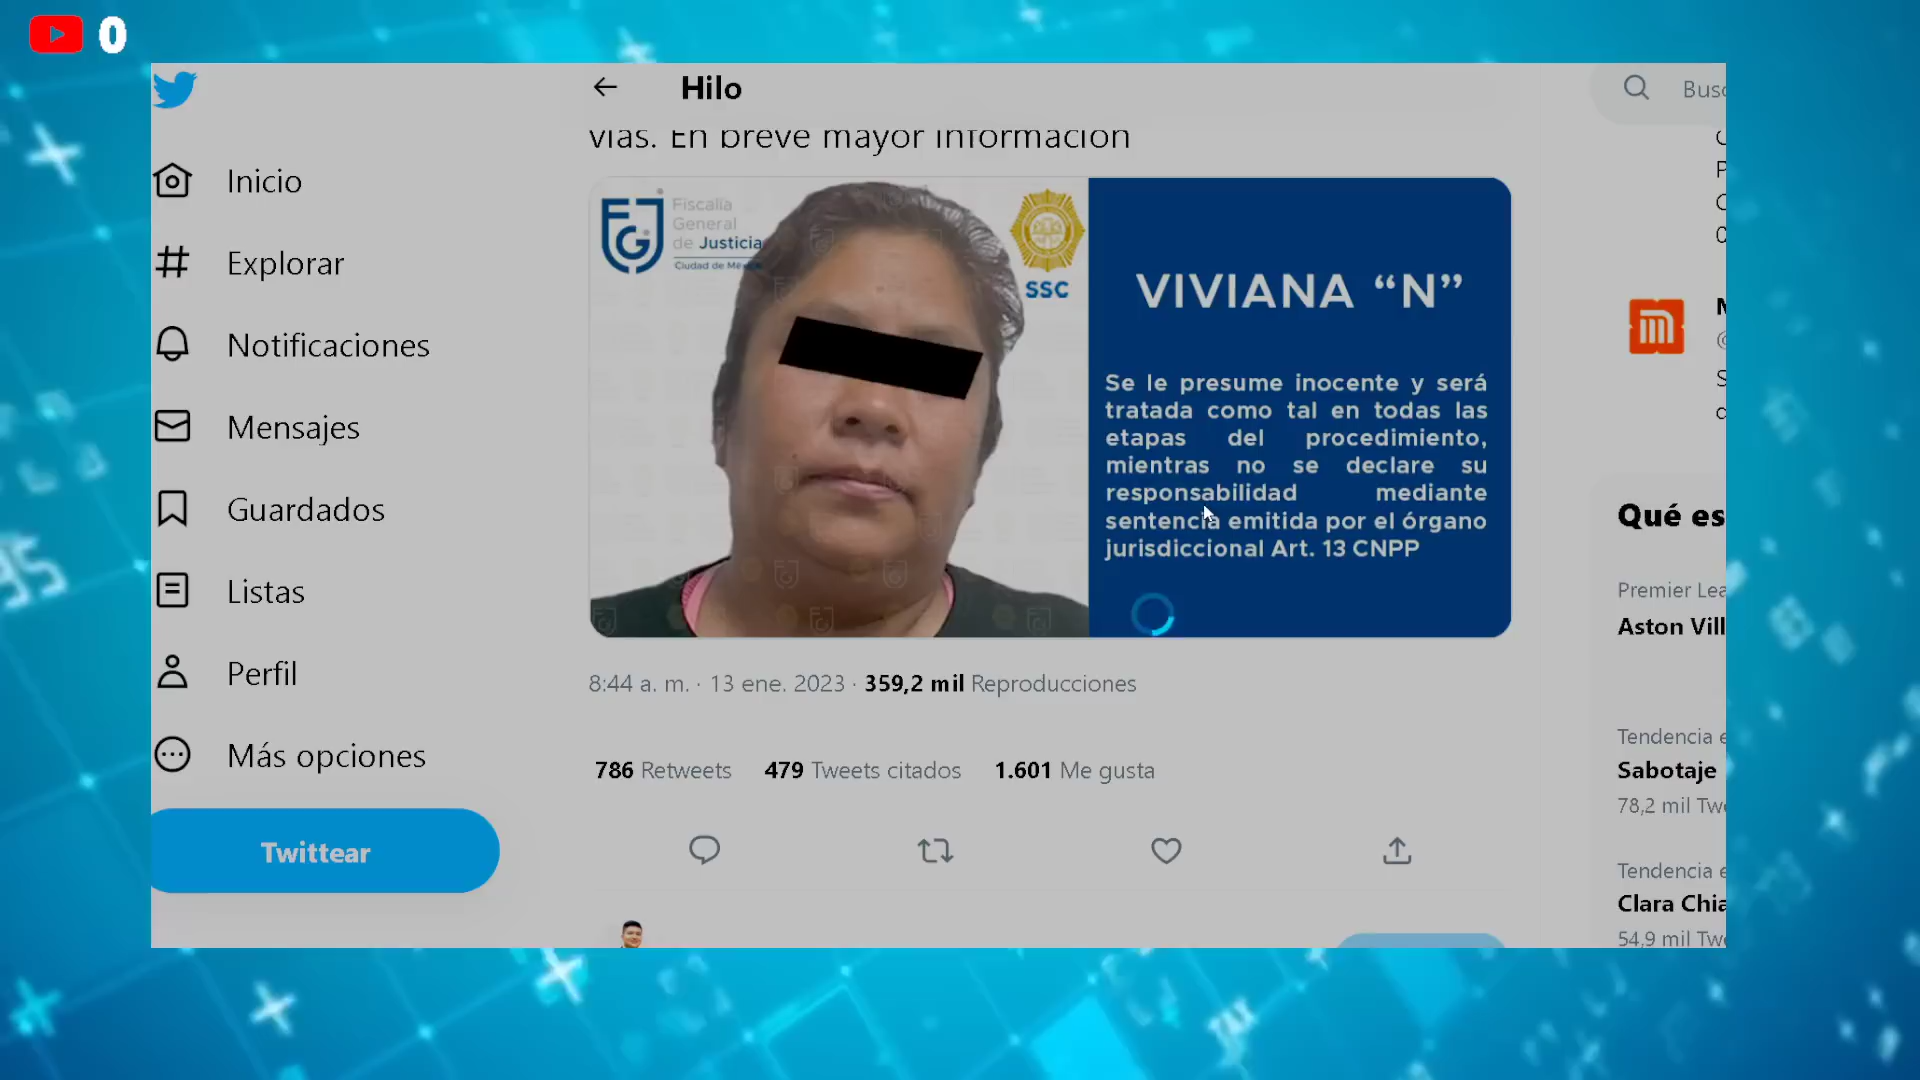 0
Hilo
Busc
vías. En breve mayor información
Inicio
Explorar
Notificaciones
Mensajes
Guardados
Listas
Perfil
Más opciones
Twittear
Fiscalía
General
de Justicia
Ciudad de México
SSC
VIVIANA “N”
Se le presume inocente y será
tratada como tal en todas las
etapas del procedimiento,
mientras no se declare su
responsabilidad mediante
sentencia emitida por el órgano
jurisdiccional Art. 13 CNPP
8:44 a. m. · 13 ene. 2023 · 359,2 mil Reproducciones
786 Retweets 479 Tweets citados 1.601 Me gusta
Qué es
Premier Lea
Aston Vill
Tendencia e
Sabotaje
78,2 mil Tw
Tendencia e
Clara Chia
54,9 mil Tw